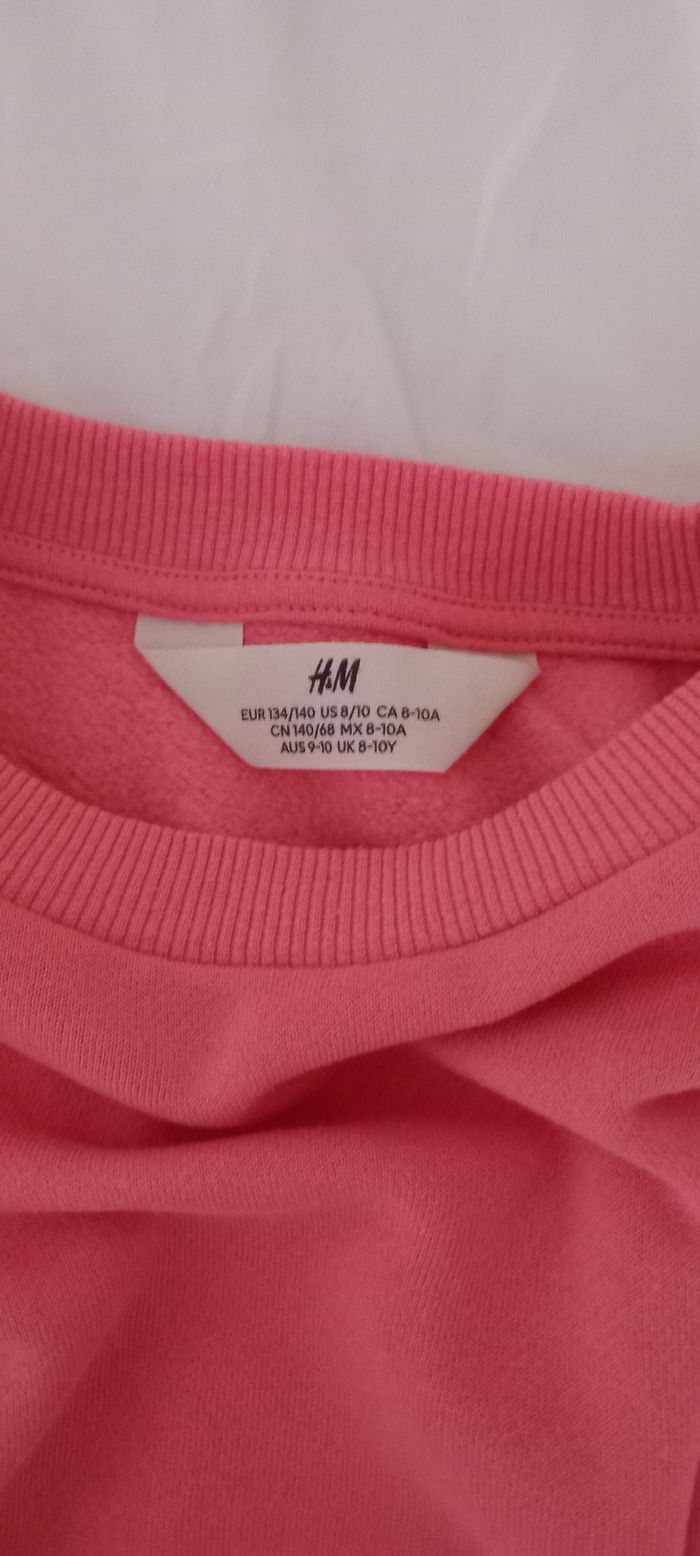 H&M
EUR 134/140 US 8/10 CA 8-10A
CN 140/68 MX 8-10A
AUS 9-10 UK 8-10Y